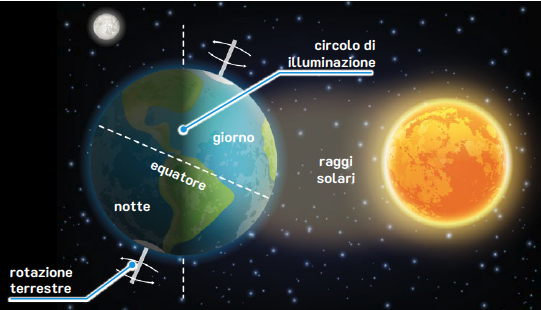 circolo di
illuminazione
giorno
raggi
solari
equatore
notte
rotazione
terrestre